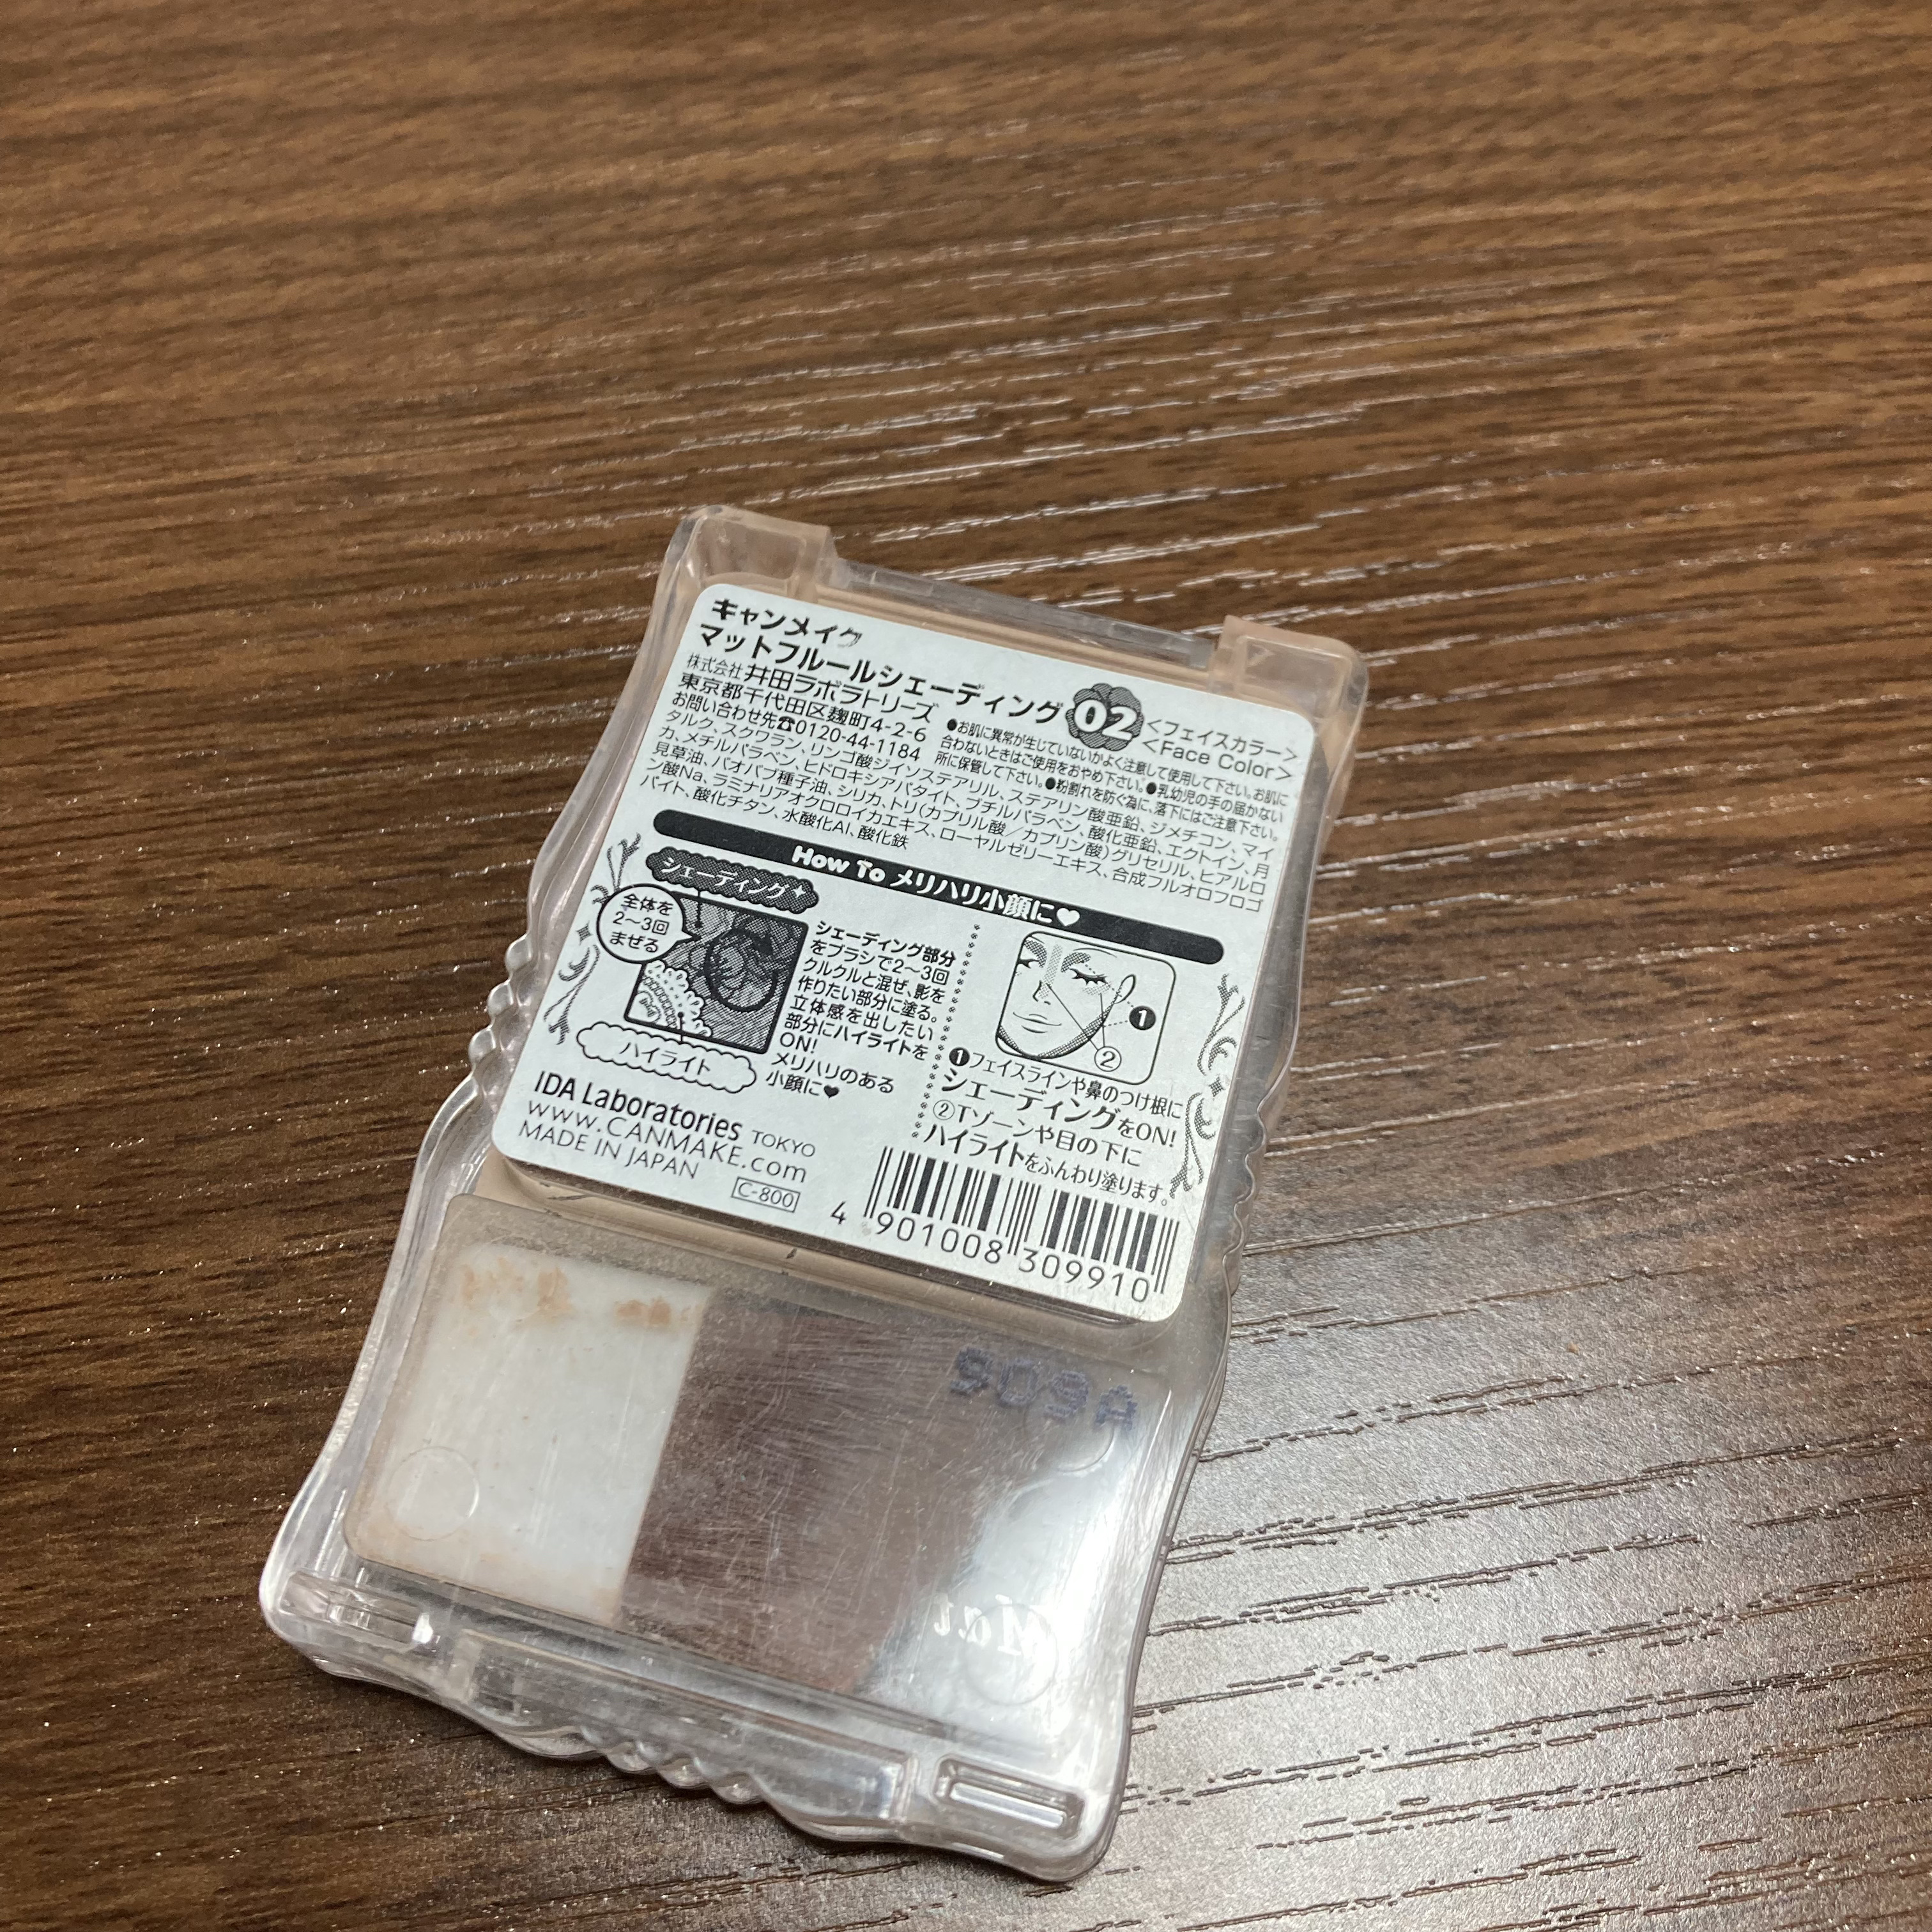 キャンメイク
マットフルールシェーディング 02 <フェイスカラー>
<Face Color>
株式会社 井田ラボラトリーズ
東京都千代田区麹町4-2-6
お問い合わせ先☎0120-44-1184
●お肌に異常が生じていないかよく注意して使用して下さい。お肌に
合わないときはご使用をおやめ下さい。●乳幼児の手の届かない
所に保管して下さい。●粉割れを防ぐ為に、落下にはご注意下さい。
タルク、スクワラン、リンゴ酸ジイソステアリル、ステアリン酸亜鉛、ジメチコン、マイ
カ、メチルパラベン、ヒドロキシアパタイト、ブチルパラベン、酸化亜鉛、エクトイン、月
見草油、バオバブ種子油、シリカ、トリ(カプリル酸／カプリン酸)グリセリル、ヒアルロ
ン酸Na、ラミナリアオクロロイカエキス、ローヤルゼリーエキス、合成フルオロフロゴ
パイト、酸化チタン、水酸化Al、酸化鉄
How To メリハリ小顔に♥
シェーディング
全体を
2〜3回
まぜる
ハイライト
シェーディング部分
をブラシで2〜3回
クルクルと混ぜ、影を
作りたい部分に塗る。
立体感を出したい
部分にハイライトを
ON!
メリハリのある
小顔に♥
❶
②
❶フェイスラインや鼻のつけ根に
シェーディングをON!
②Tゾーンや目の下に
ハイライトをふんわり塗ります。
IDA Laboratories TOKYO
www.CANMAKE.com
MADE IN JAPAN
C-800
4 901008 309910
909A